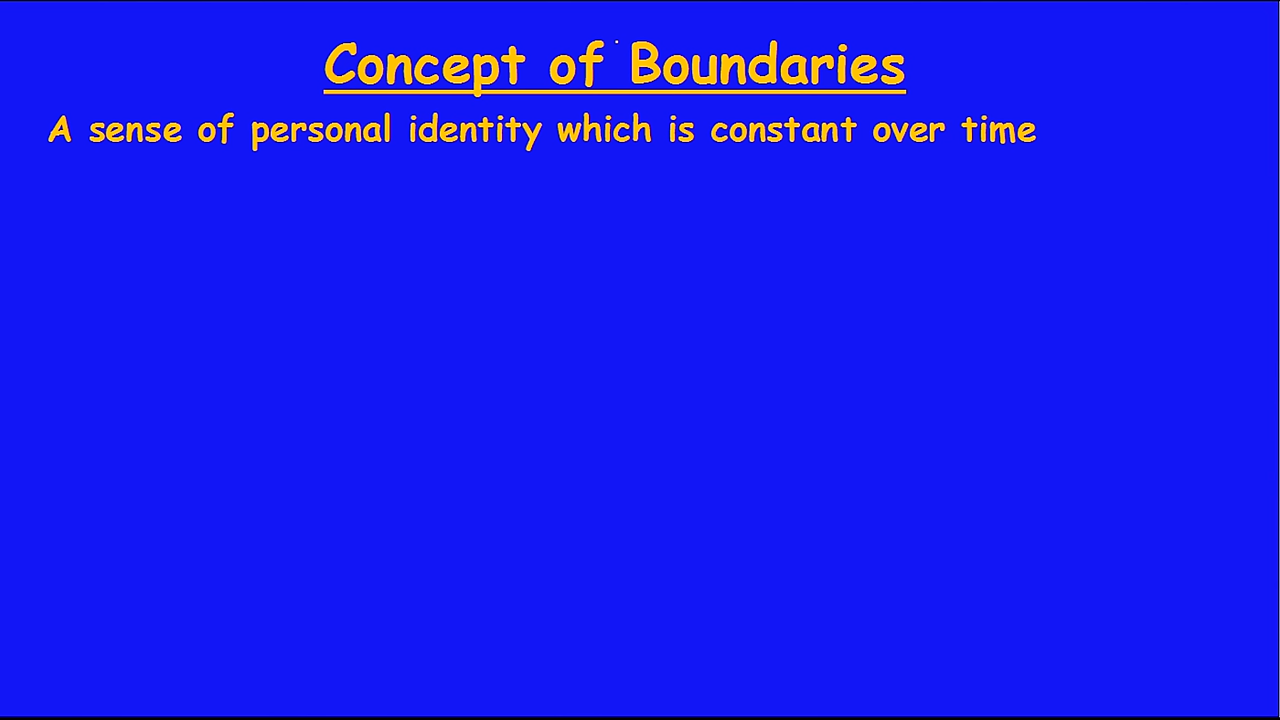 Concept of Boundaries
A sense of personal identity which is constant over time